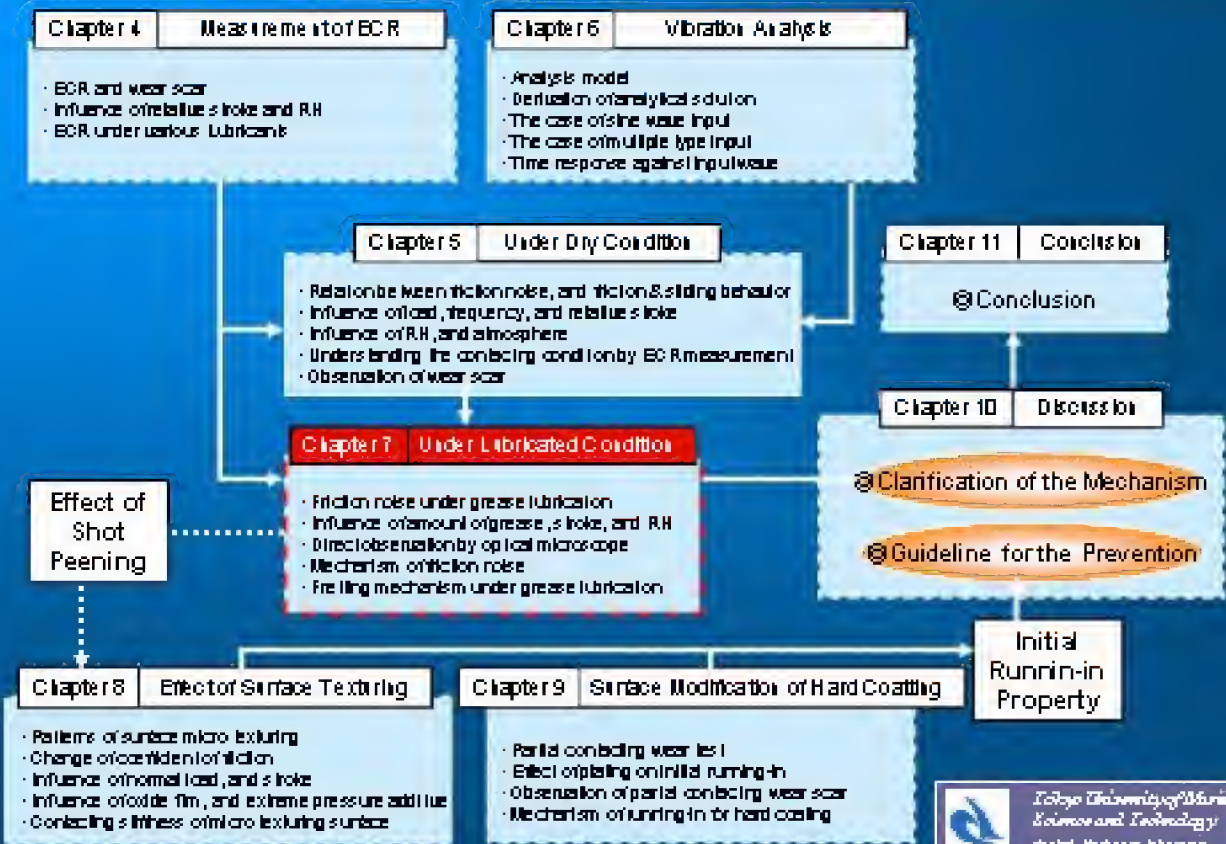 Chapter 4 Measurement of ECR
· ECR and wear scar
· Influence of relative stroke and RH
· ECR under various Lubricants
Chapter 6 Vibration Analysis
· Analysis model
· Derivation of analytical solution
· The case of sine wave input
· The case of multiple type input
· Time response against input wave
Chapter 5 Under Dry Condition
· Relation between friction noise, and friction & sliding behavior
· Influence of load, frequency, and relative stroke
· Influence of RH, and atmosphere
· Understanding the contacting condition by ECR measurement
· Observation of wear scar
Chapter 11 Conclusion
◎Conclusion
Chapter 10 Discussion
◎Clarification of the Mechanism
◎Guideline for the Prevention
Chapter 7 Under Lubricated Condition
· Friction noise under grease lubrication
· Influence of amount of grease, stroke, and RH
· Direct observation by optical microscope
· Mechanism of friction noise
· Fretting mechanism under grease lubrication
Effect of
Shot
Peening
Initial
Runnin-in
Property
Chapter 8 Effect of Surface Texturing
· Patterns of surface micro texturing
· Change of coefficient of friction
· Influence of normal load, and stroke
· Influence of oxide film, and extreme pressure additive
· Contacting stiffness of micro texturing surface
Chapter 9 Surface Modification of Hard Coatting
· Partial contacting wear test
· Effect of plating on initial running-in
· Observation of partial contacting wear scar
· Mechanism of running-in for hard coating
Tokyo University of Marin
Science and Technology